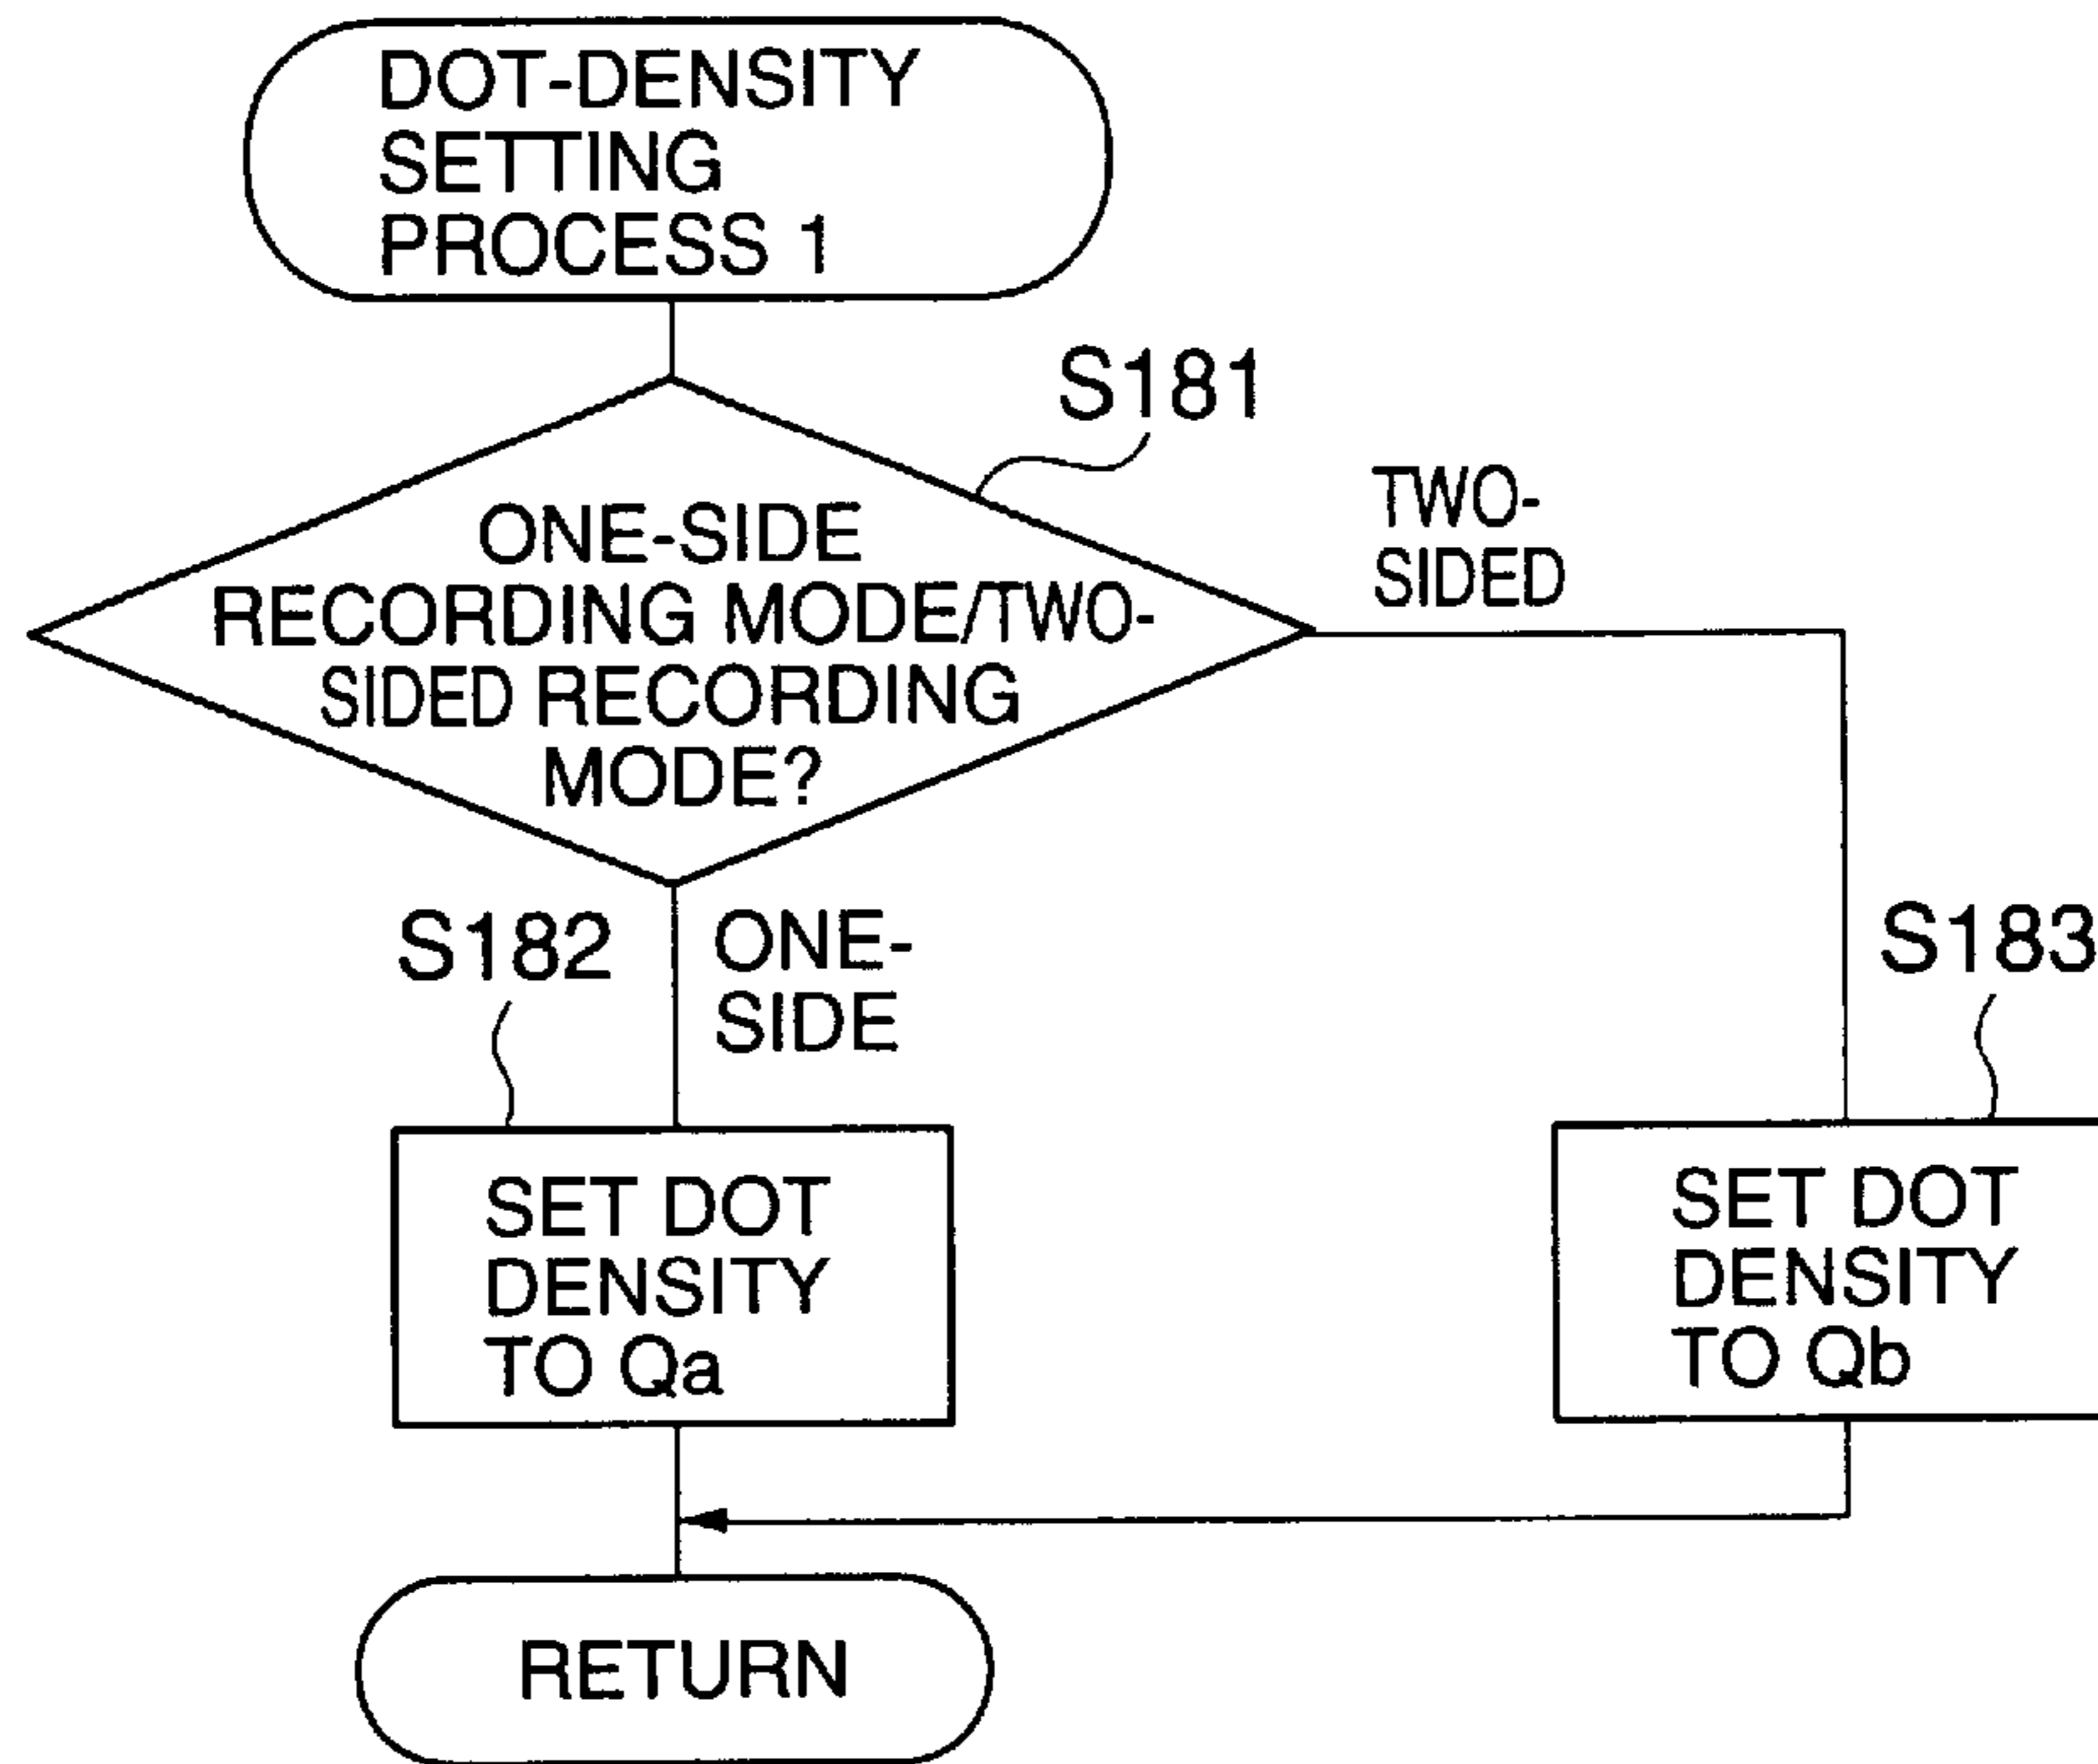 DOT-DENSITY
SETTING
PROCESS 1
S181
ONE-SIDE
RECORDING MODE/TWO-
SIDED RECORDING
MODE?
TWO-
SIDED
S182
ONE-
SIDE
S183
SET DOT
DENSITY
TO Qa
SET DOT
DENSITY
TO Qb
RETURN